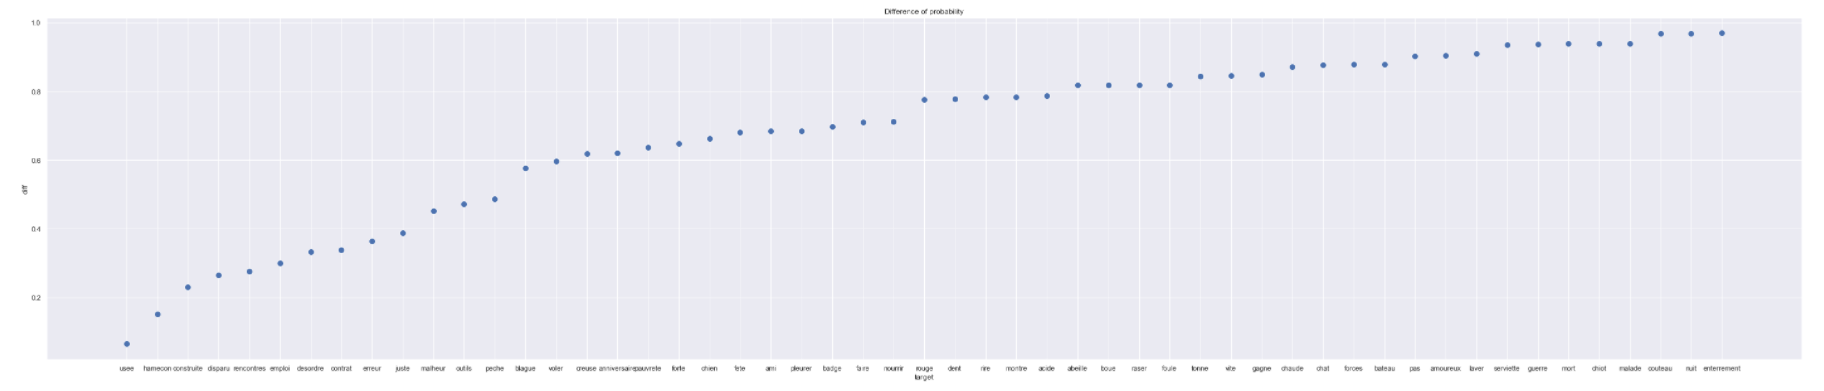 Difference of probability
1.0
0.8
0.6
0.4
0.2
diff
usee hamecon construite disparu rencontres emploi desordre contrat erreur juste malheur outils peche blague voler creuse anniversaire pauvrete forte chien fete ami pleurer badge faire nourrir rouge dent rire montre acide abeille boue raser foule tonne vite gagne chaude chat forces bateau pas amoureux laver serviette guerre mort chiot malade couteau nuit enterrement
target